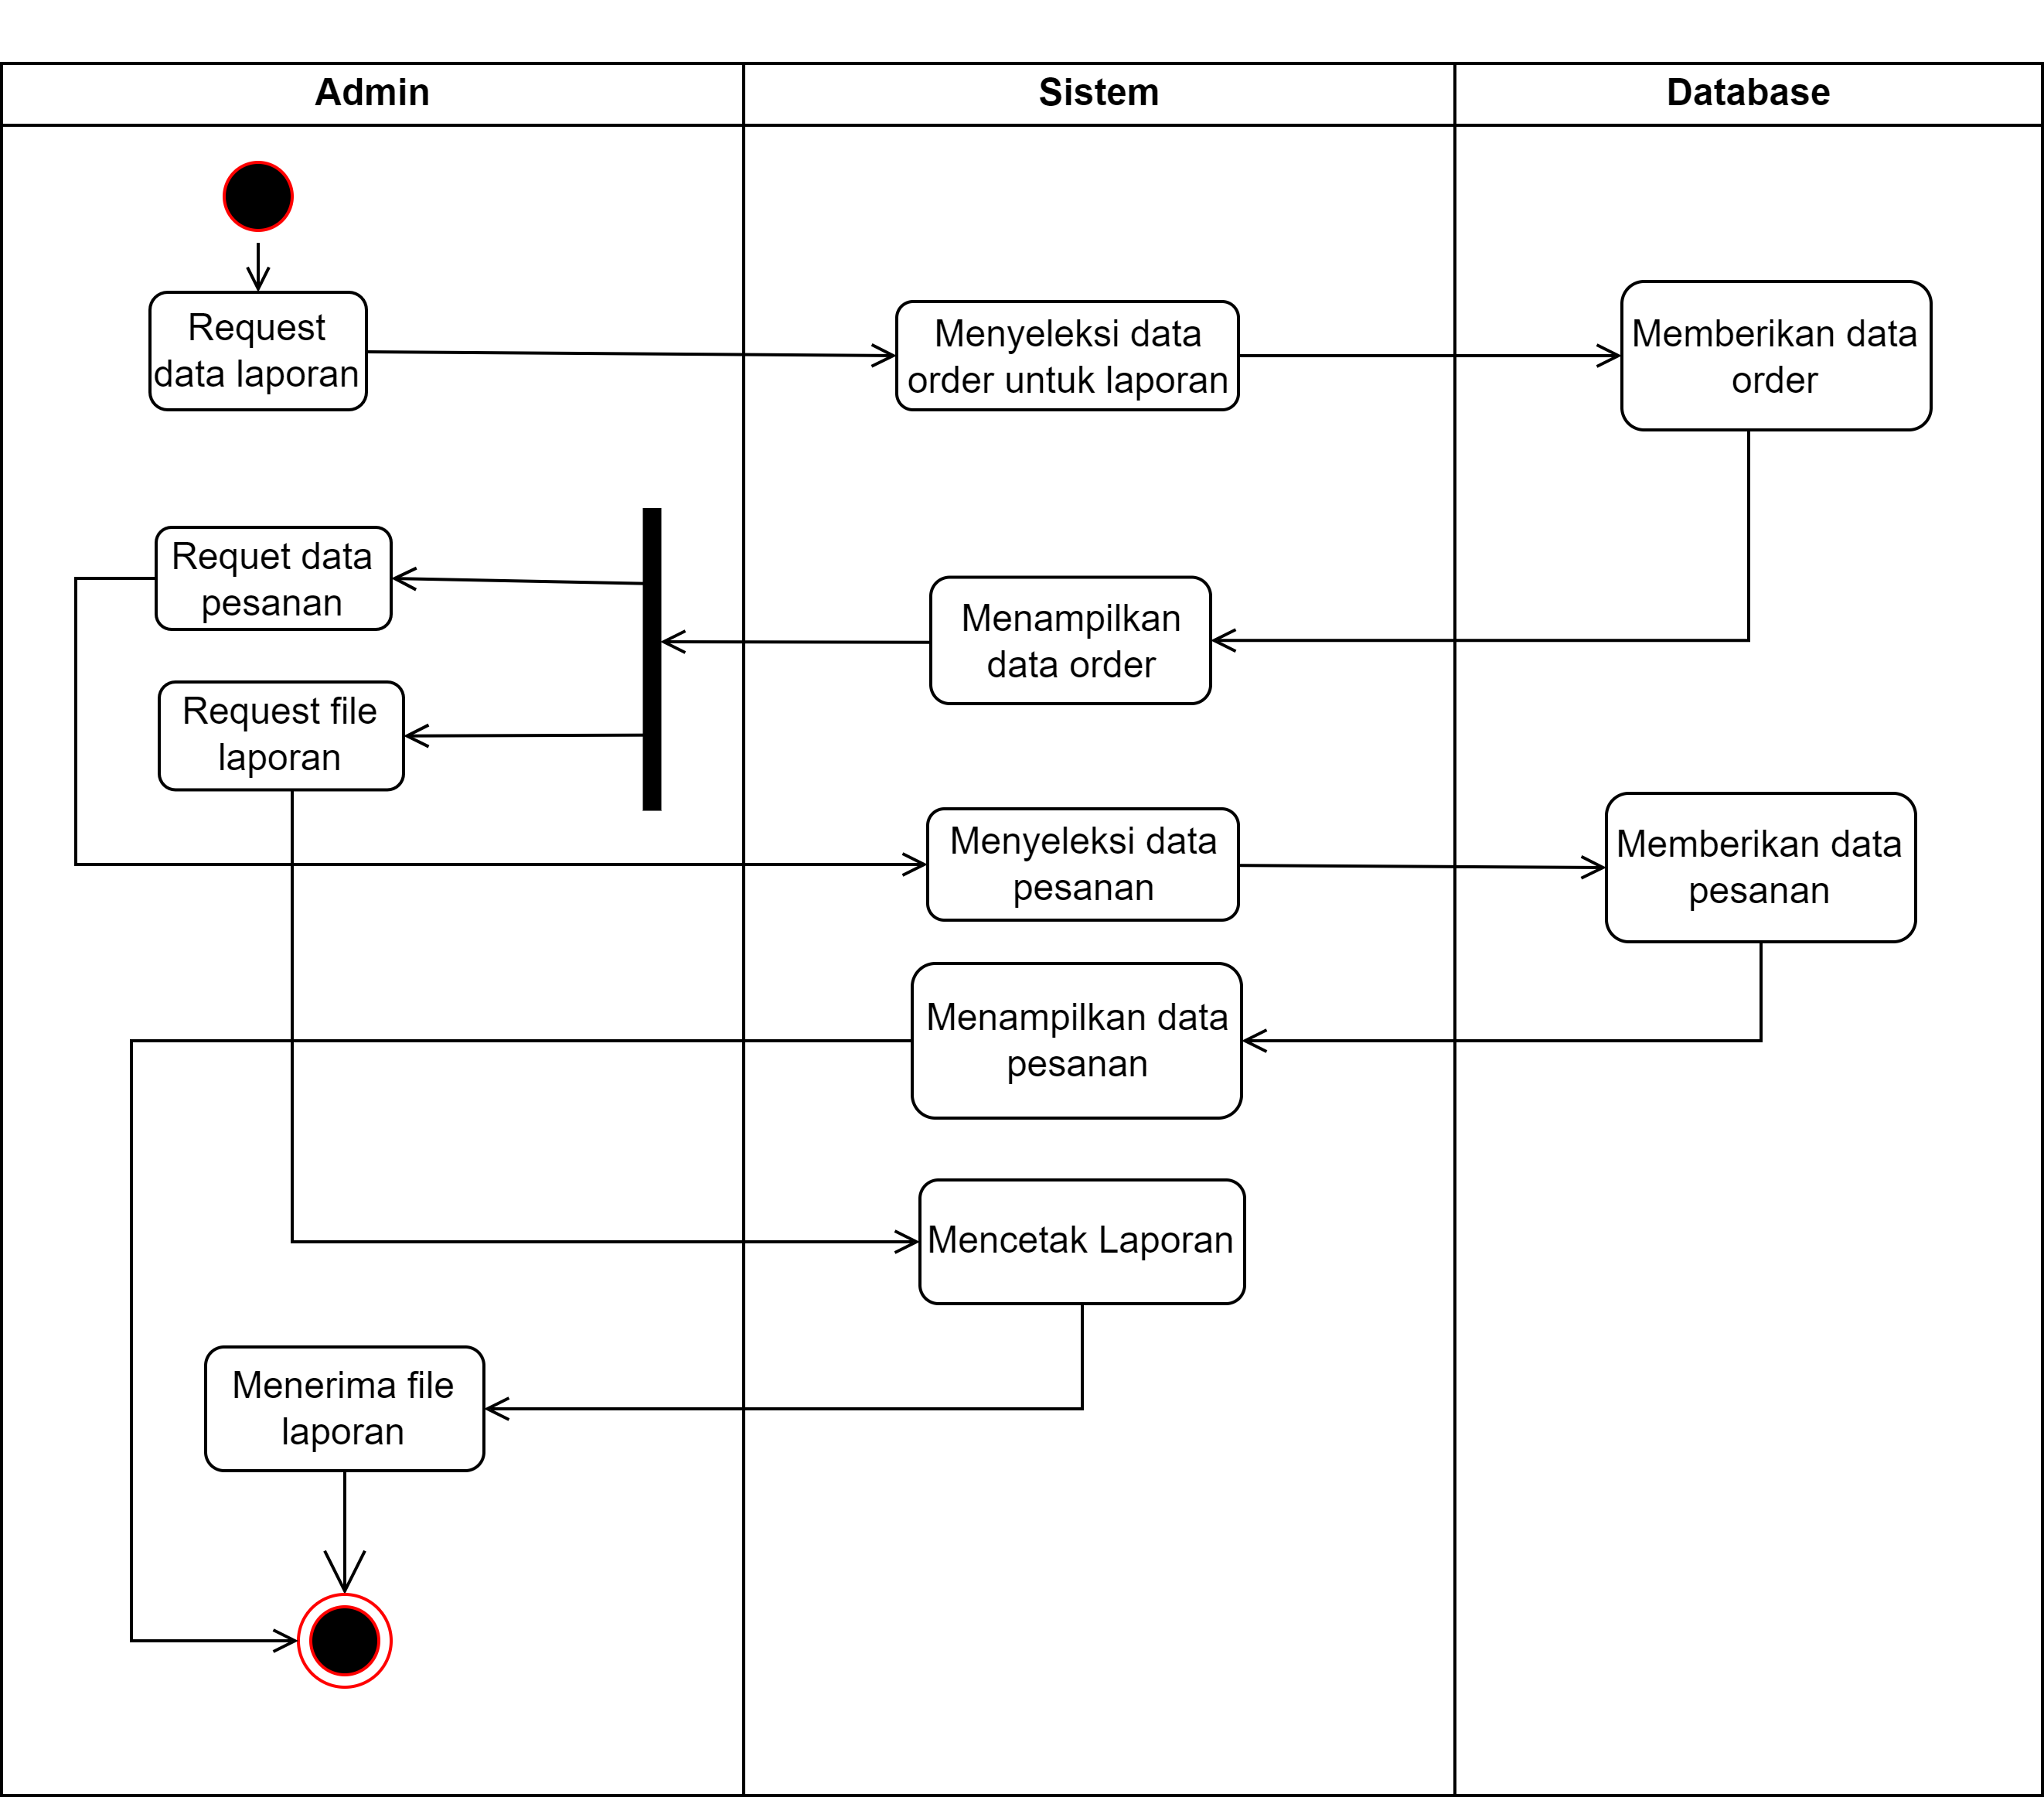 Admin
Sistem
Database
Request
data laporan
Menyeleksi data
order untuk laporan
Memberikan data
order
Requet data
pesanan
Menampilkan
data order
Request file
laporan
Menyeleksi data
pesanan
Memberikan data
pesanan
Menampilkan data
pesanan
Mencetak Laporan
Menerima file
laporan